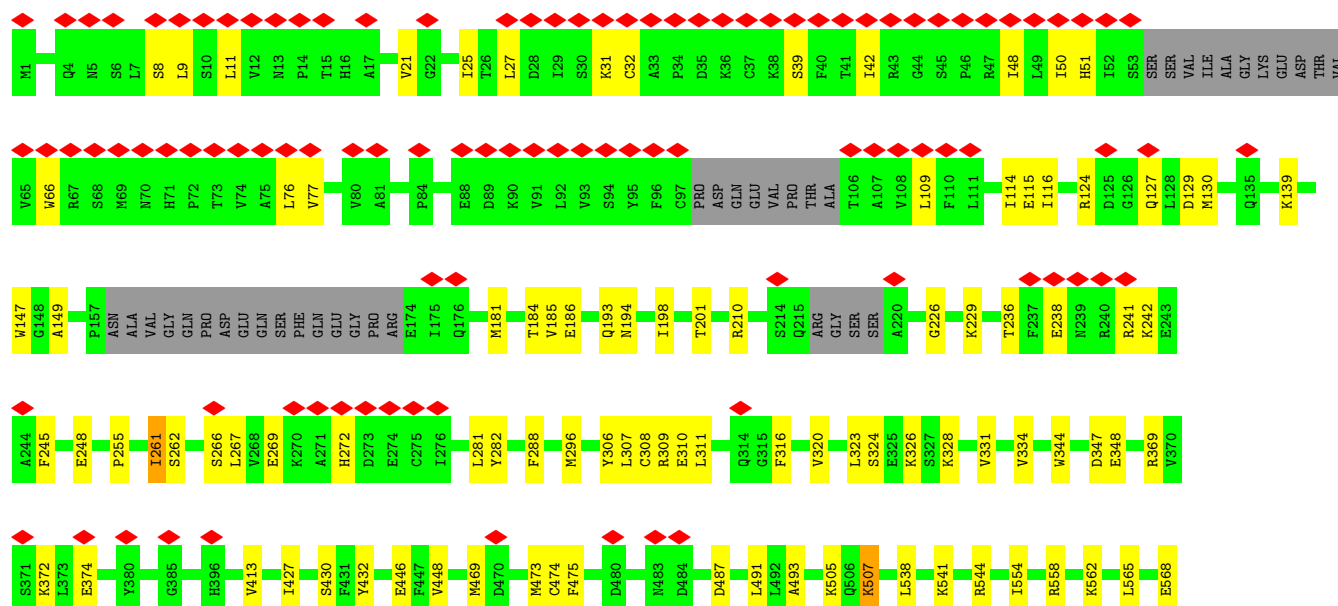 M1 Q4 N5 S6 L7 S8 L9 S10 L11 V12 N13 P14 T15 H16 A17 V21 G22 I25 T26 L27 D28 I29 S30 K31 C32 A33 P34 D35 K36 C37 K38 S39 F40 T41 I42 R43 G44 S45 P46 R47 I48 L49 I50 H51 I52 S53 SER SER VAL ILE ALA GLY LYS GLU ASP THR VAL
V65 W66 R67 S68 M69 N70 H71 P72 T73 V74 A75 L76 V77 V80 A81 P84 E88 D89 K90 V91 L92 V93 S94 Y95 F96 C97 PRO ASP GLN GLU VAL PRO THR ALA T106 A107 V108 L109 F110 L111 I114 E115 I116 R124 D125 G126 Q127 L128 D129 M130 Q135 K139
W147 G148 A149 P157 ASN ALA VAL GLY GLN PRO ASP GLU GLN SER PHE GLN GLU GLY PRO ARG E174 I175 Q176 M181 T184 V185 E186 Q193 N194 I198 T201 R210 S214 Q215 ARG GLY SER SER A220 G226 K229 T236 F237 E238 N239 R240 R241 K242 E243
A244 F245 E248 P255 I261 S262 S266 L267 V268 E269 K270 A271 H272 D273 E274 C275 I276 L281 Y282 F288 M296 Y306 L307 C308 R309 E310 L311 Q314 G315 F316 V320 L323 S324 E325 K326 S327 K328 V331 V334 W344 D347 E348 R369 V370
S371 K372 L373 E374 Y380 G385 H396 V413 I427 S430 F431 Y432 E446 F447 V448 M469 D470 M473 C474 F475 D480 N483 D484 D487 L491 L492 A493 K505 Q506 K507 L538 K541 R544 I554 R558 K562 L565 E568